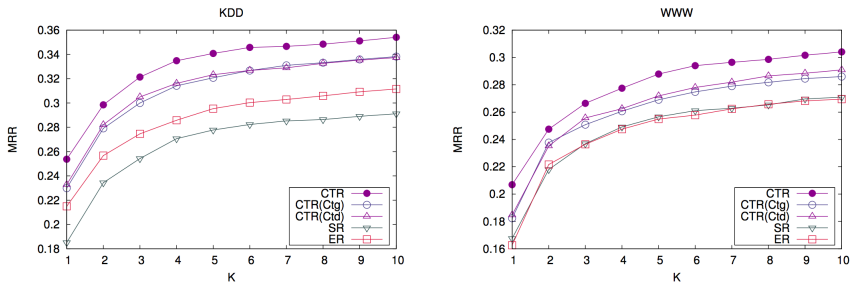 KDD
0.36
0.34
0.32
0.3
0.28
0.26
0.24
0.22
0.2
0.18
MRR
1 2 3 4 5 6 7 8 9 10
K
CTR
CTR(Ctg)
CTR(Ctd)
SR
ER
WWW
0.32
0.3
0.28
0.26
0.24
0.22
0.2
0.18
0.16
MRR
1 2 3 4 5 6 7 8 9 10
K
CTR
CTR(Ctg)
CTR(Ctd)
SR
ER